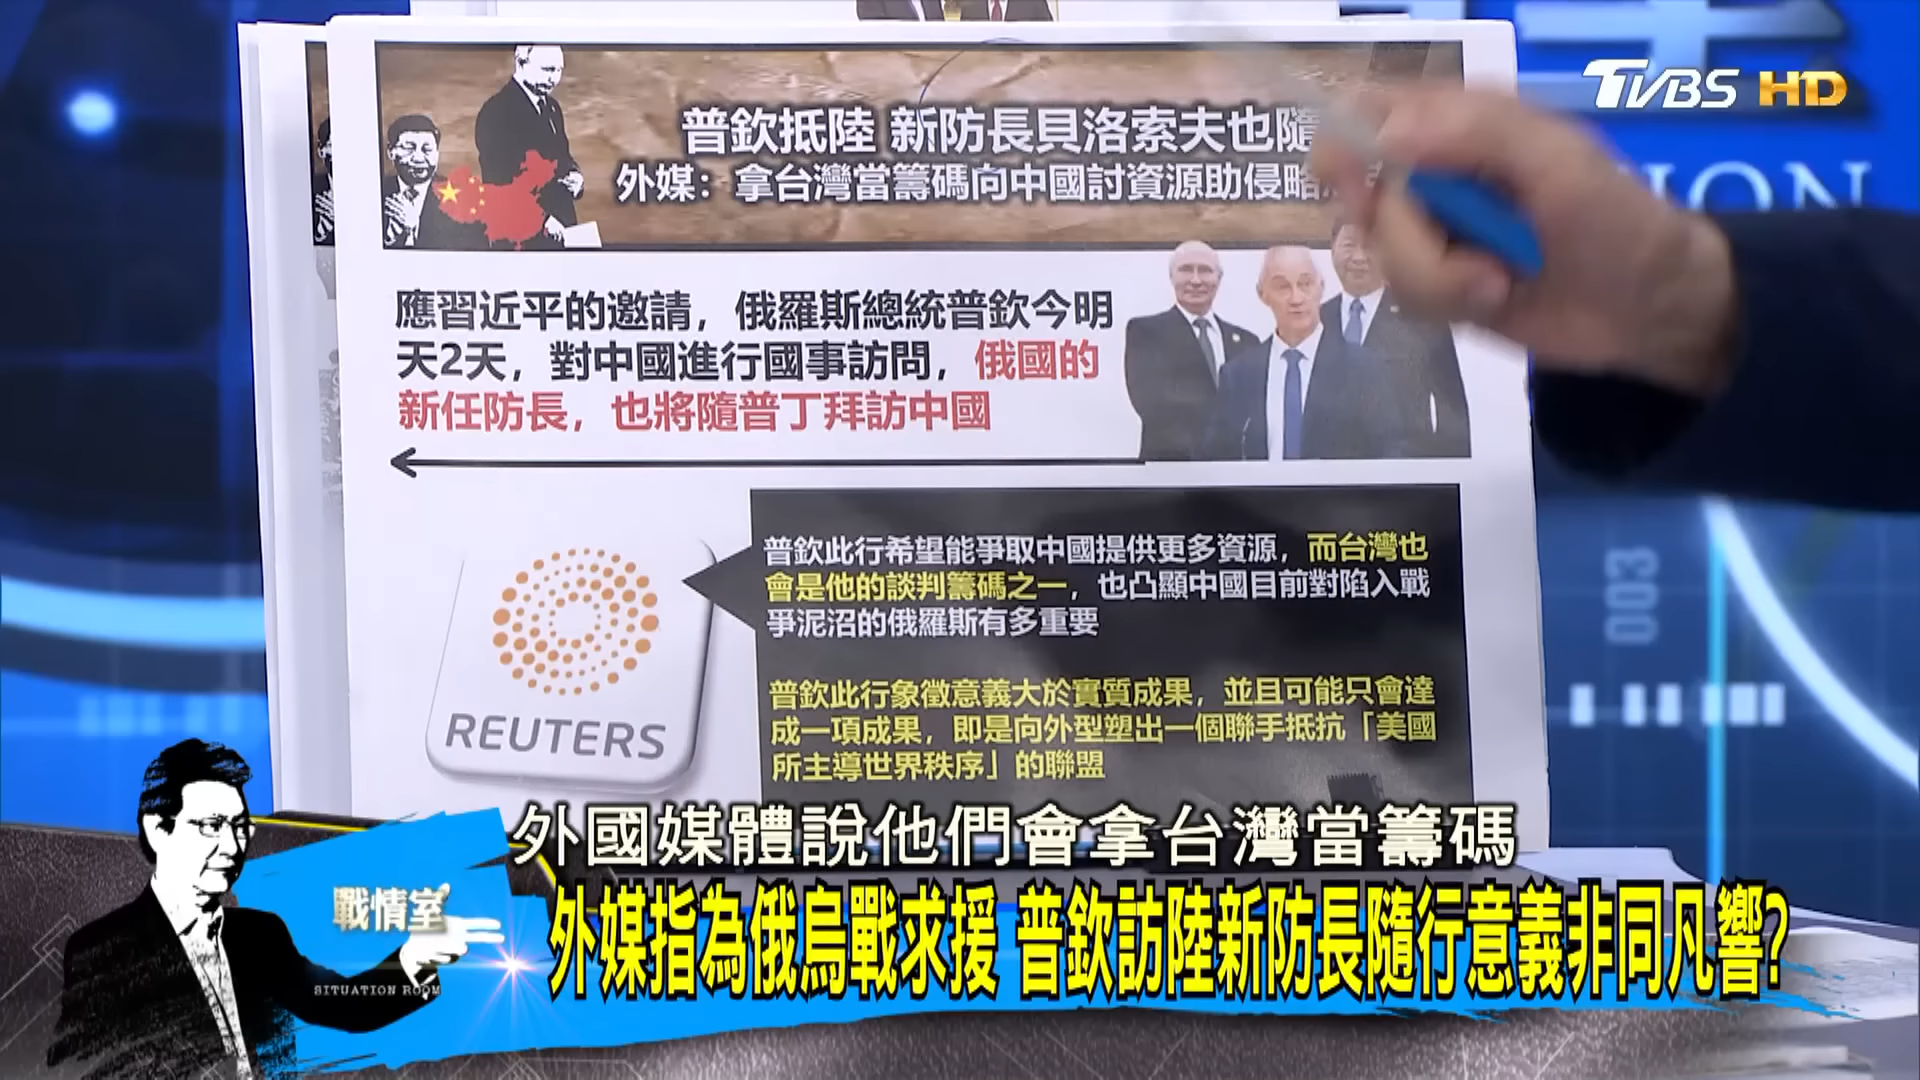 TVBS HD
普欽抵陸 新防長貝洛索夫也隨
外媒：拿台灣當籌碼向中國討資源助侵略
ION
應習近平的邀請，俄羅斯總統普欽今明
天2天，對中國進行國事訪問，俄國的
新任防長，也將隨普丁拜訪中國
普欽此行希望能爭取中國提供更多資源，而台灣也
會是他的談判籌碼之一，也凸顯中國目前對陷入戰
爭泥沼的俄羅斯有多重要
普欽此行象徵意義大於實質成果，並且可能只會達
成一項成果，即是向外型塑出一個聯手抵抗「美國
所主導世界秩序」的聯盟
REUTERS
003
外國媒體說他們會拿台灣當籌碼
戰情室
SITUATION ROOM
外媒指為俄烏戰求援 普欽訪陸新防長隨行意義非同凡響?